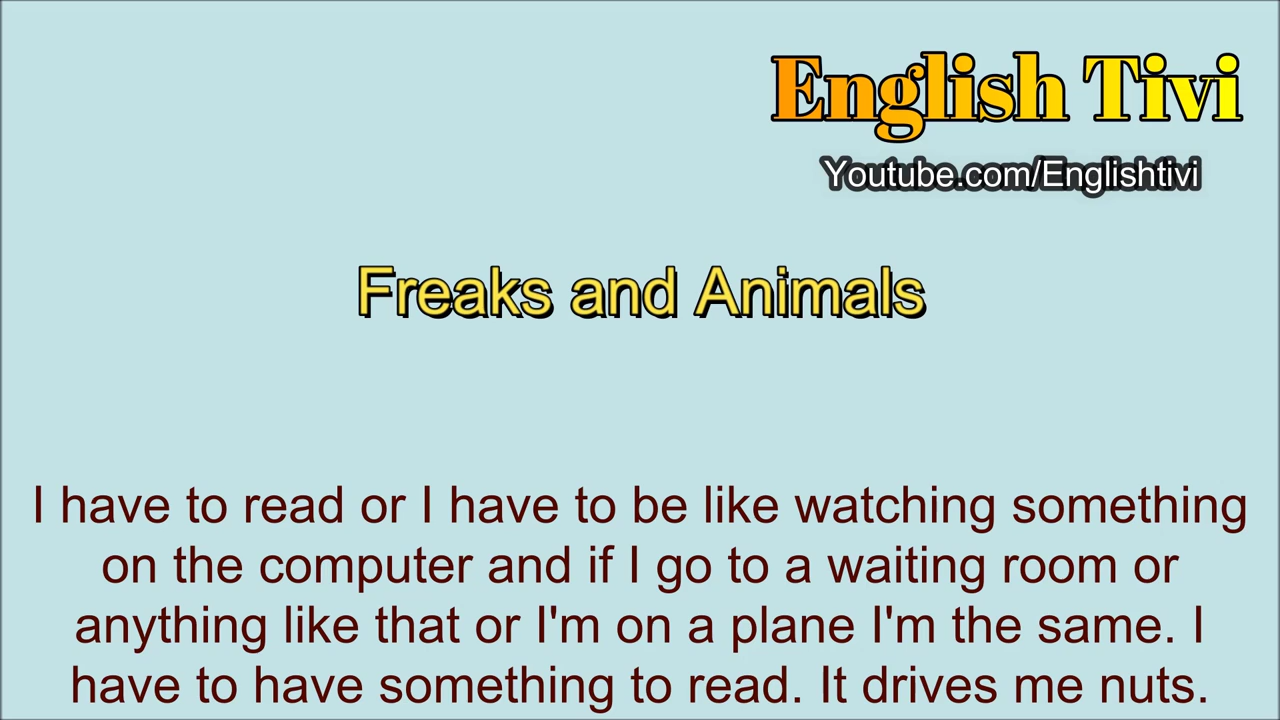 English Tivi
Youtube.com/Englishtivi
Freaks and Animals
I have to read or I have to be like watching something
on the computer and if I go to a waiting room or
anything like that or I'm on a plane I'm the same. I
have to have something to read. It drives me nuts.